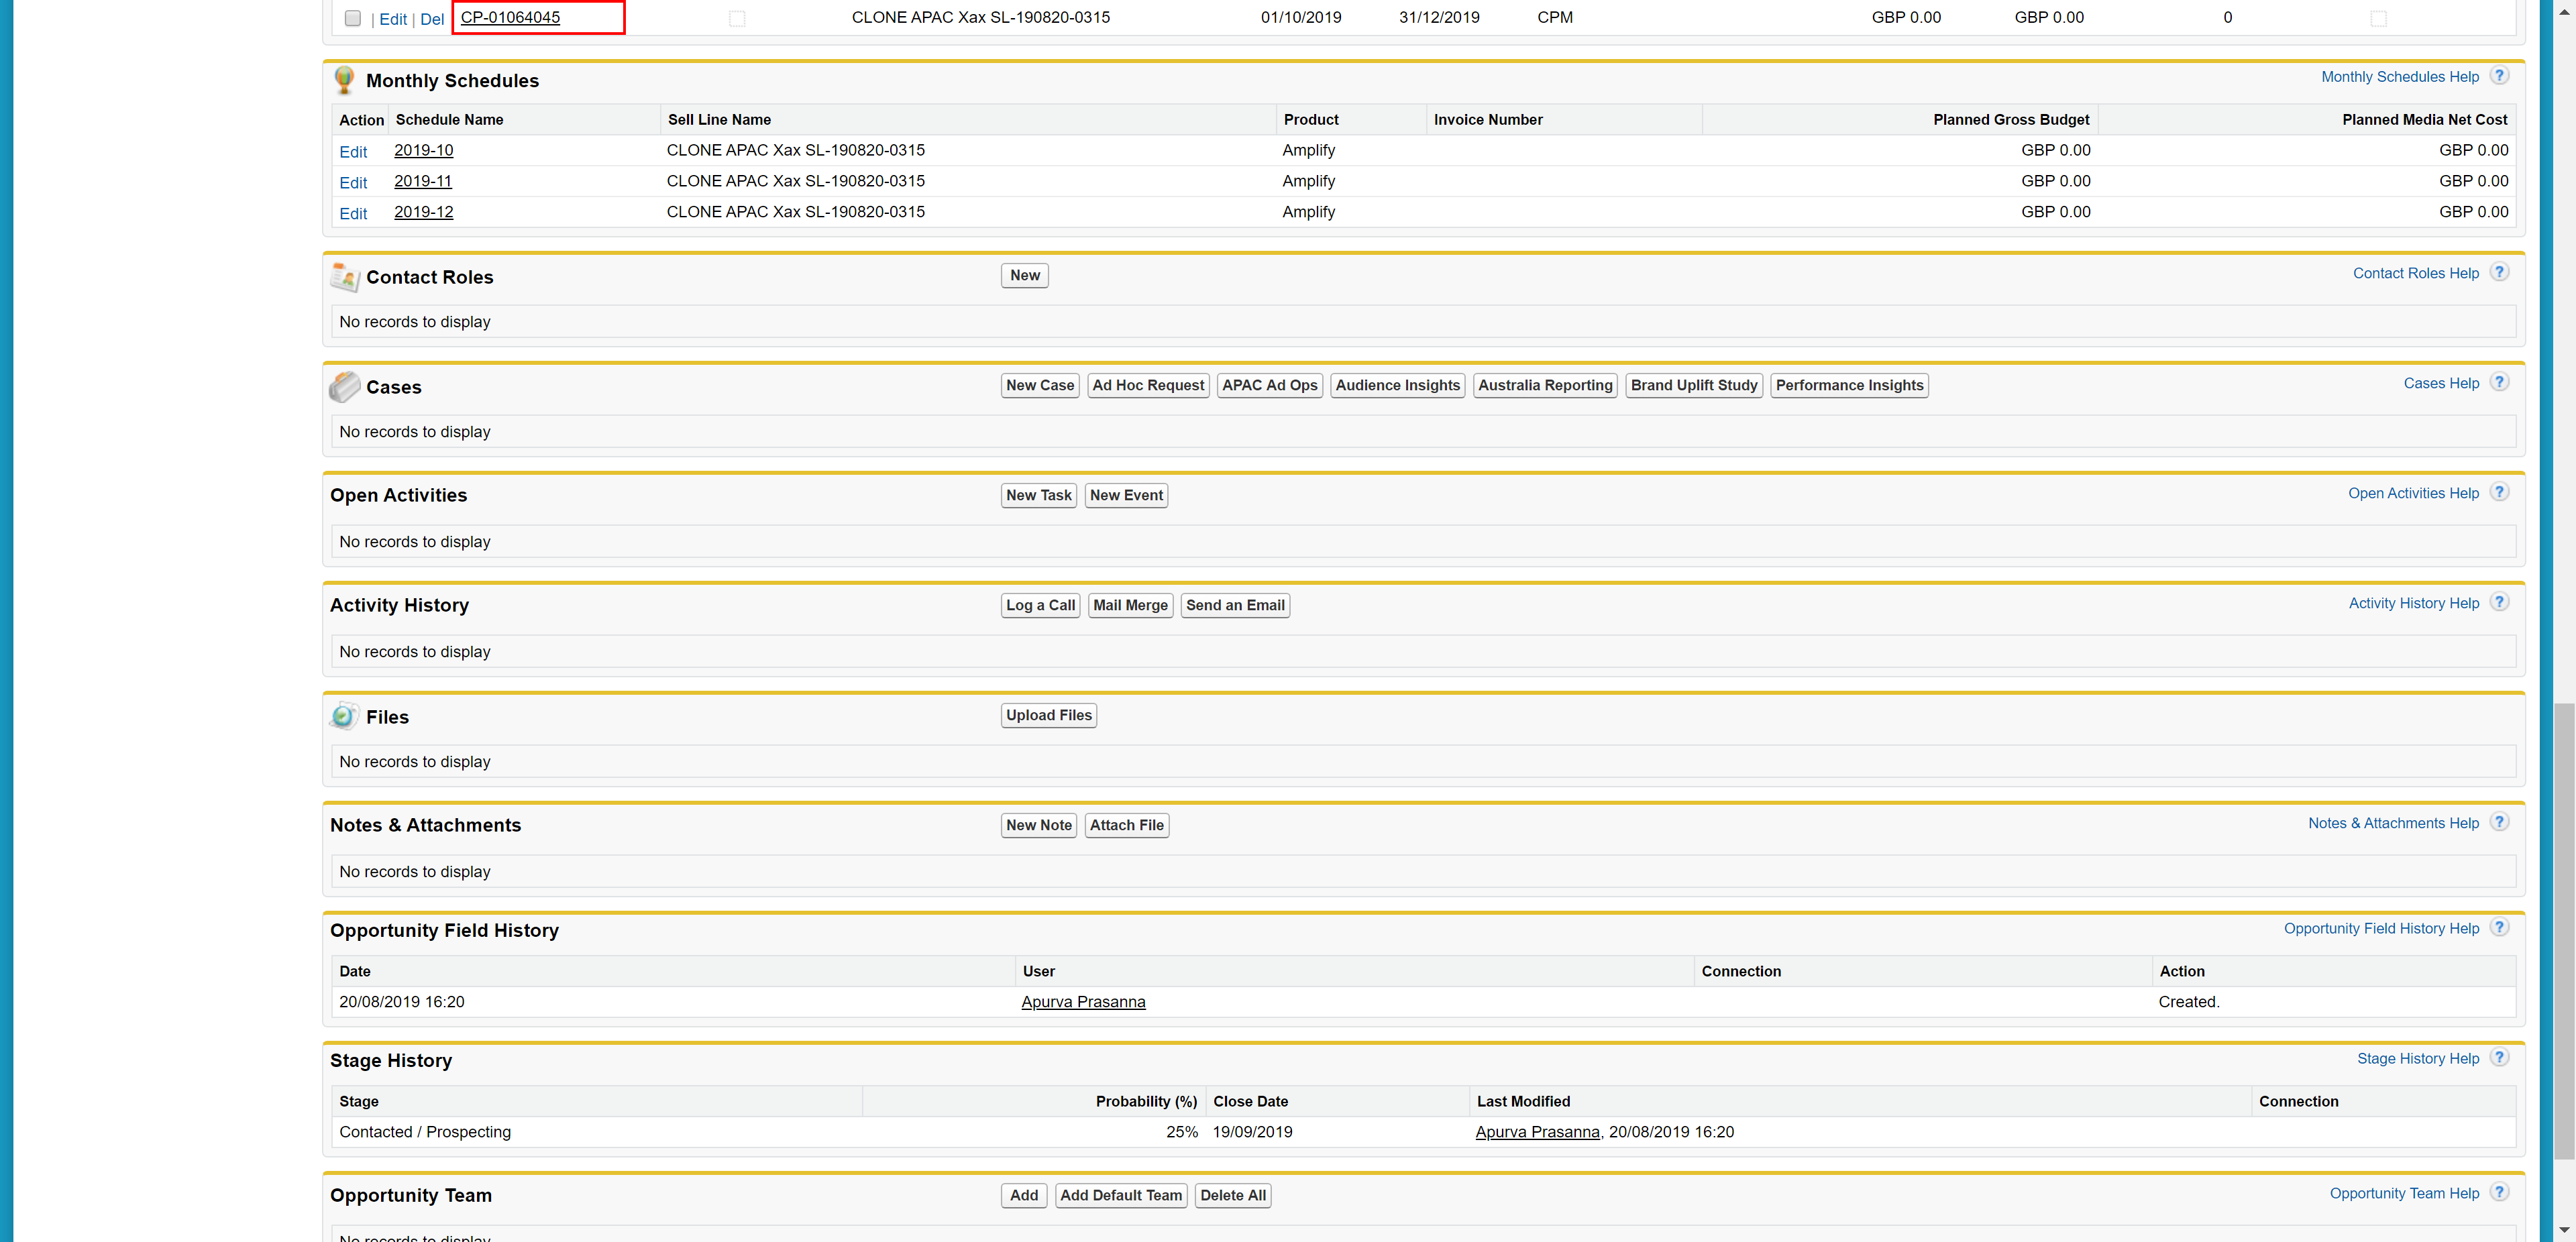 | Edit | Del CP-01064045 CLONE APAC Xax SL-190820-0315 01/10/2019 31/12/2019 CPM GBP 0.00 GBP 0.00 0
Monthly Schedules Monthly Schedules Help ?
Action Schedule Name Sell Line Name Product Invoice Number Planned Gross Budget Planned Media Net Cost
Edit 2019-10 CLONE APAC Xax SL-190820-0315 Amplify GBP 0.00 GBP 0.00
Edit 2019-11 CLONE APAC Xax SL-190820-0315 Amplify GBP 0.00 GBP 0.00
Edit 2019-12 CLONE APAC Xax SL-190820-0315 Amplify GBP 0.00 GBP 0.00
Contact Roles New Contact Roles Help ?
No records to display
Cases New Case Ad Hoc Request APAC Ad Ops Audience Insights Australia Reporting Brand Uplift Study Performance Insights Cases Help ?
No records to display
Open Activities New Task New Event Open Activities Help ?
No records to display
Activity History Log a Call Mail Merge Send an Email Activity History Help ?
No records to display
Files Upload Files
No records to display
Notes & Attachments New Note Attach File Notes & Attachments Help ?
No records to display
Opportunity Field History Opportunity Field History Help ?
Date User Connection Action
20/08/2019 16:20 Apurva Prasanna Created.
Stage History Stage History Help ?
Stage Probability (%) Close Date Last Modified Connection
Contacted / Prospecting 25% 19/09/2019 Apurva Prasanna, 20/08/2019 16:20
Opportunity Team Add Add Default Team Delete All Opportunity Team Help ?
No records to display